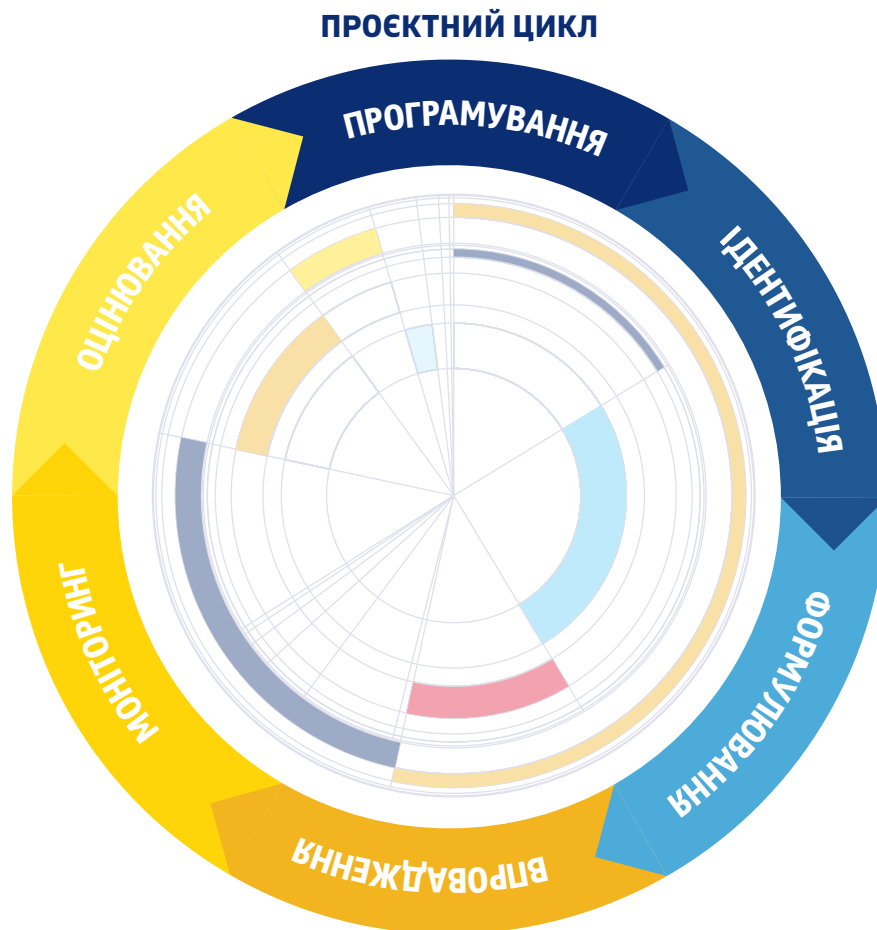 ПРОЄКТНИЙ ЦИКЛ
ПРОГРАМУВАННЯ
ІДЕНТИФІКАЦІЯ
ФОРМУЛЮВАННЯ
ВПРОВАДЖЕННЯ
МОНІТОРИНГ
ОЦІНЮВАННЯ